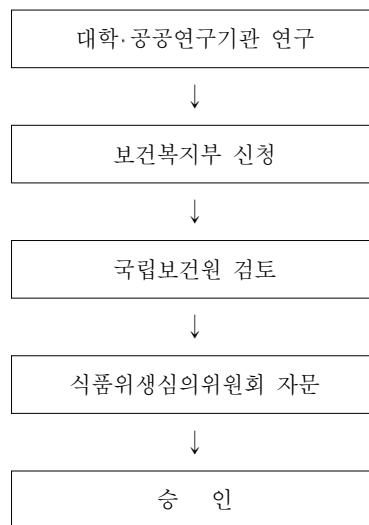 대학·공공연구기관 연구
↓
보건복지부 신청
↓
국립보건원 검토
↓
식품위생심의위원회 자문
↓
승 인